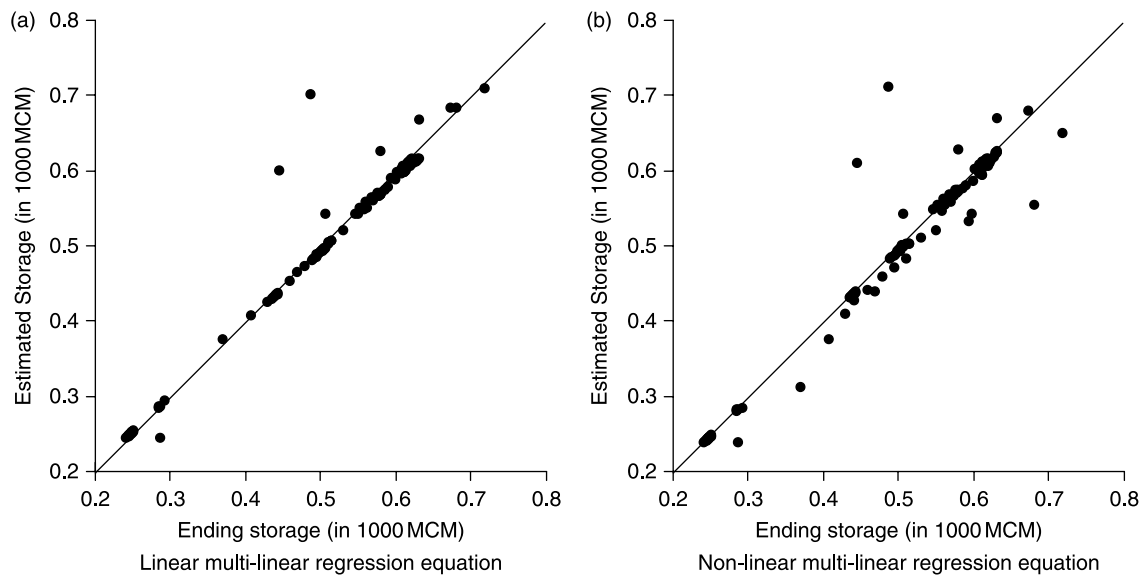 (a)
0.8
0.7
0.6
0.5
0.4
0.3
0.2
Estimated Storage (in 1000 MCM)
0.2 0.3 0.4 0.5 0.6 0.7 0.8
Ending storage (in 1000 MCM)
Linear multi-linear regression equation
(b)
0.8
0.7
0.6
0.5
0.4
0.3
0.2
Estimated Storage (in 1000 MCM)
0.2 0.3 0.4 0.5 0.6 0.7 0.8
Ending storage (in 1000 MCM)
Non-linear multi-linear regression equation